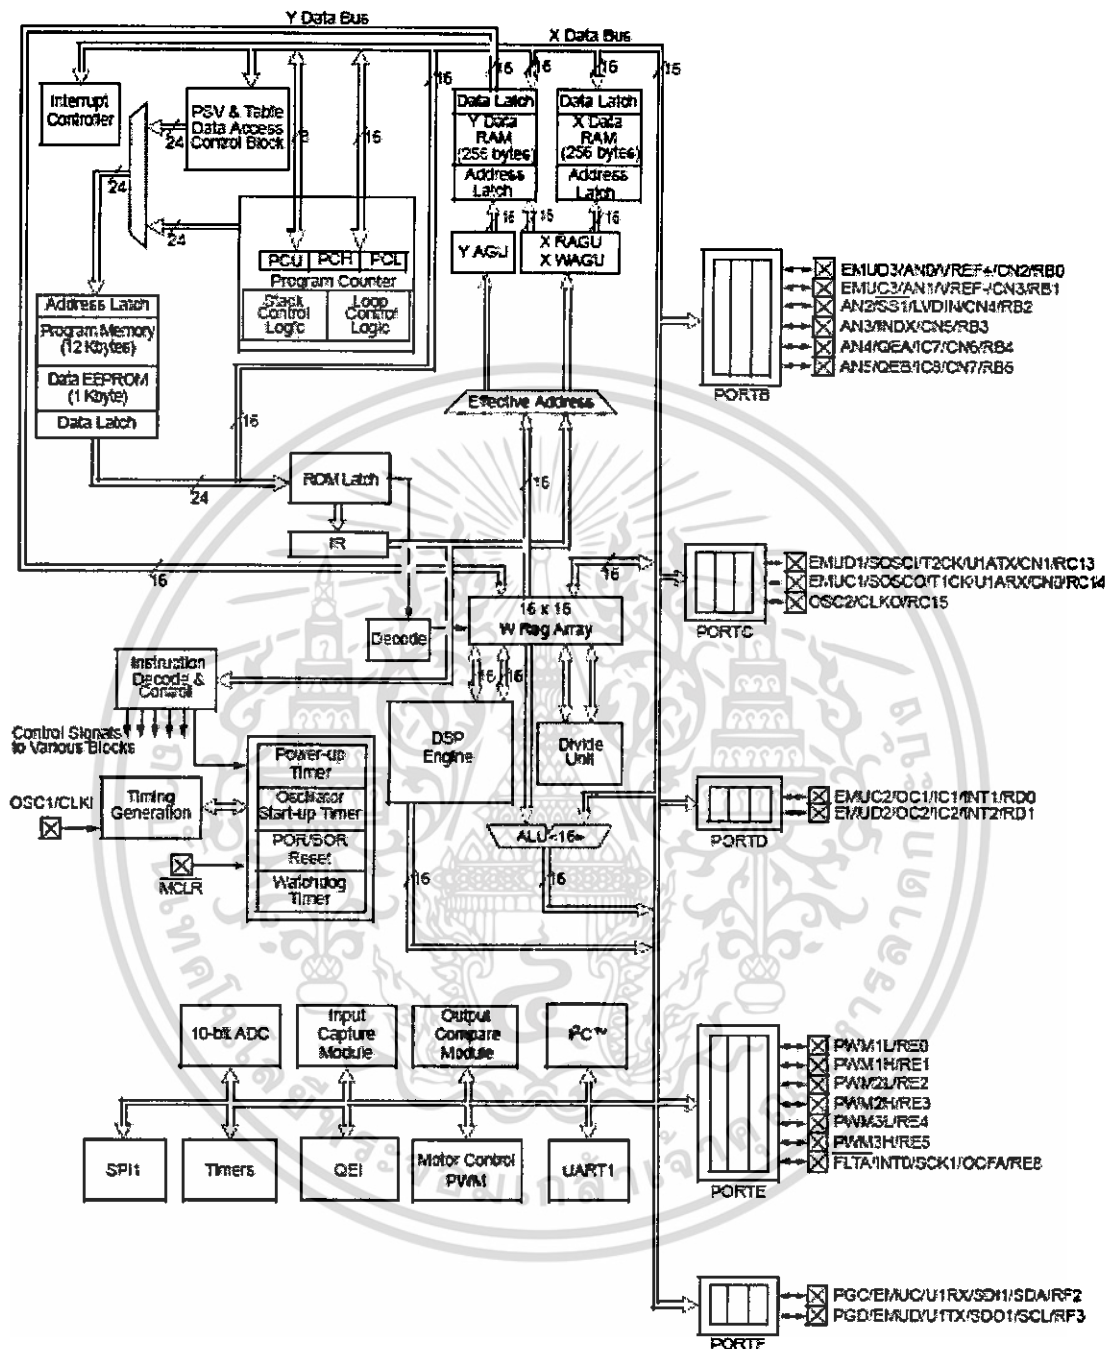 Y Data Bus
X Data Bus
16
16
16
16
16
Interrupt
Controller
PSV & Table
Data Access
Control Block
24
24
24
8
16
Data Latch
Y Data
RAM
(256 bytes)
Address
Latch
Data Latch
X Data
RAM
(256 bytes)
Address
Latch
16
16
16
Y AGU
X RAGU
X WAGU
PCU PCH PCL
Program Counter
Stack
Control
Logic
Loop
Control
Logic
Address Latch
Program Memory
(12 Kbytes)
Data EEPROM
(1 Kbyte)
Data Latch
Effective Address
16
16
24
ROM Latch
IR
16
16
16 x 16
W Reg Array
Decode
Instruction
Decode &
Control
16
16
Control Signals
to Various Blocks
DSP
Engine
Divide
Unit
Power-up
Timer
Oscillator
Start-up Timer
POR/BOR
Reset
Watchdog
Timer
OSC1/CLKI
Timing
Generation
MCLR
ALU<16>
16
16
EMUD3/AN0/VREF+/CN2/RB0
EMUC3/AN1/VREF-/CN3/RB1
AN2/SS1/LVDIN/CN4/RB2
AN3/INDX/CN5/RB3
AN4/QEA/IC7/CN6/RB4
AN5/QEB/IC8/CN7/RB5
PORTB
EMUD1/SOSCI/T2CK/U1ATX/CN1/RC13
EMUC1/SOSCO/T1CK/U1ARX/CN0/RC14
OSC2/CLKO/RC15
PORTC
EMUC2/OC1/IC1/INT1/RD0
EMUD2/OC2/IC2/INT2/RD1
PORTD
10-bit ADC
Input
Capture
Module
Output
Compare
Module
I²C™
SPI1
Timers
QEI
Motor Control
PWM
UART1
PWM1L/RE0
PWM1H/RE1
PWM2L/RE2
PWM2H/RE3
PWM3L/RE4
PWM3H/RE5
FLTA/INT0/SCK1/OCFA/RE8
PORTE
PGC/EMUC/U1RX/SDI1/SDA/RF2
PGD/EMUD/U1TX/SDO1/SCL/RF3
PORTF